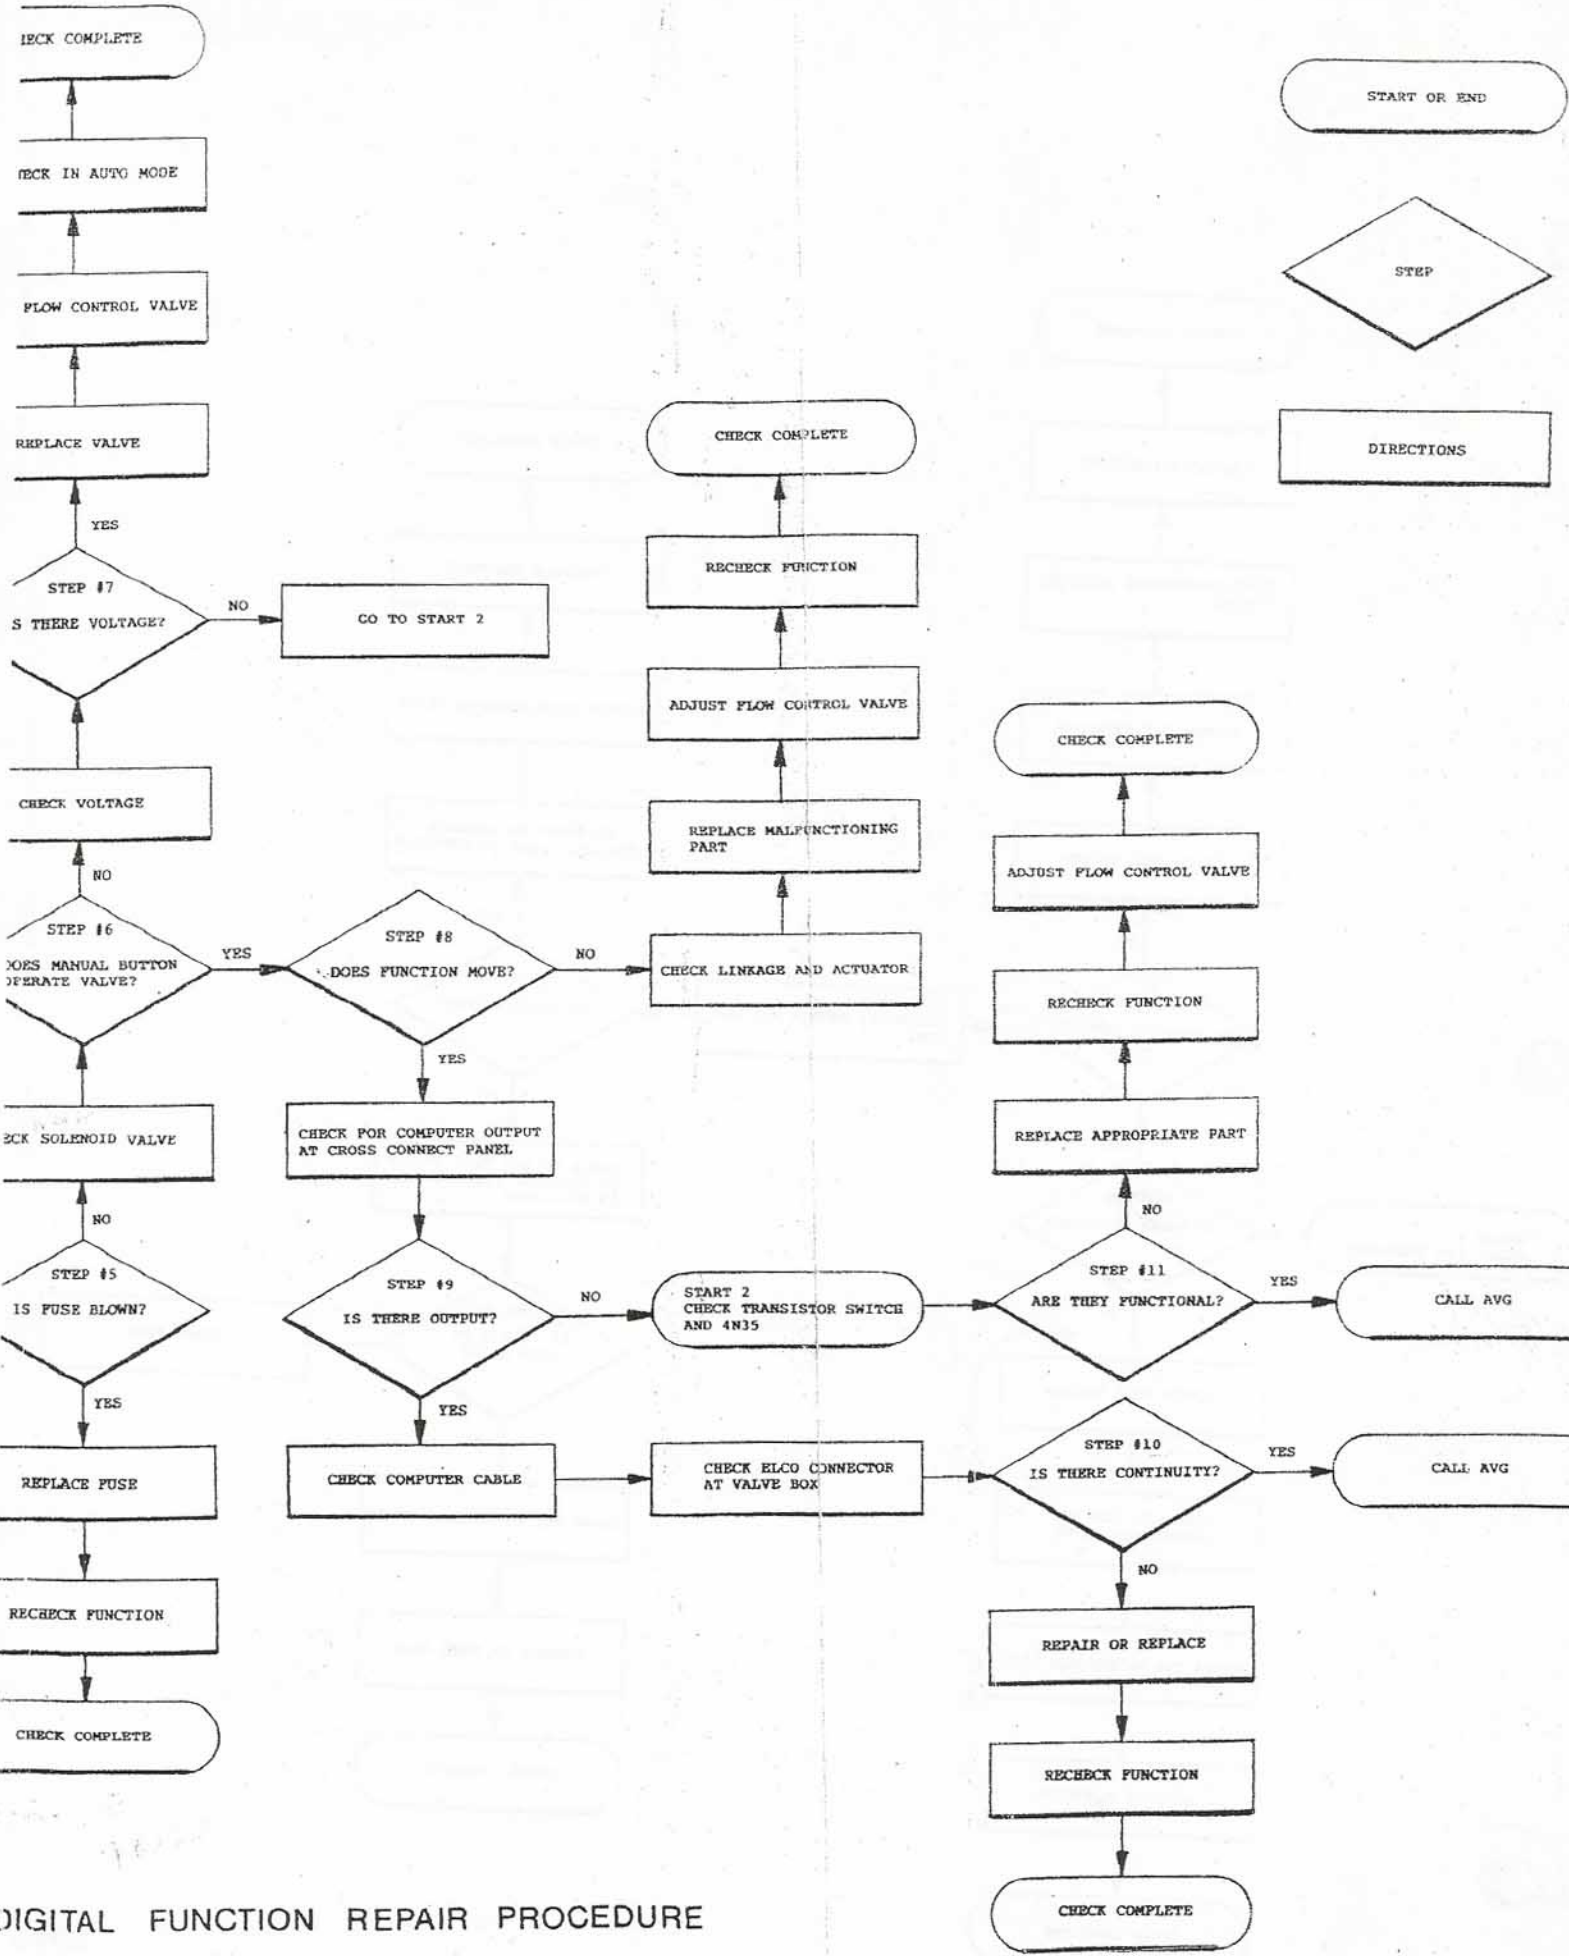 IECK COMPLETE
START OR END
ECK IN AUTO MODE
STEP
FLOW CONTROL VALVE
REPLACE VALVE
CHECK COMPLETE
DIRECTIONS
YES
RECHECK FUNCTION
STEP #7
S THERE VOLTAGE?
NO
GO TO START 2
ADJUST FLOW CONTROL VALVE
CHECK COMPLETE
CHECK VOLTAGE
REPLACE MALFUNCTIONING
PART
ADJUST FLOW CONTROL VALVE
NO
STEP #6
DOES MANUAL BUTTON
OPERATE VALVE?
YES
STEP #8
DOES FUNCTION MOVE?
NO
CHECK LINKAGE AND ACTUATOR
RECHECK FUNCTION
YES
ECK SOLENOID VALVE
CHECK FOR COMPUTER OUTPUT
AT CROSS CONNECT PANEL
REPLACE APPROPRIATE PART
NO
NO
STEP #5
IS FUSE BLOWN?
STEP #9
IS THERE OUTPUT?
NO
START 2
CHECK TRANSISTOR SWITCH
AND 4N35
STEP #11
ARE THEY FUNCTIONAL?
YES
CALL AVG
YES
YES
REPLACE FUSE
CHECK COMPUTER CABLE
CHECK ELCO CONNECTOR
AT VALVE BOX
STEP #10
IS THERE CONTINUITY?
YES
CALL AVG
NO
RECHECK FUNCTION
REPAIR OR REPLACE
CHECK COMPLETE
RECHECK FUNCTION
CHECK COMPLETE
DIGITAL FUNCTION REPAIR PROCEDURE